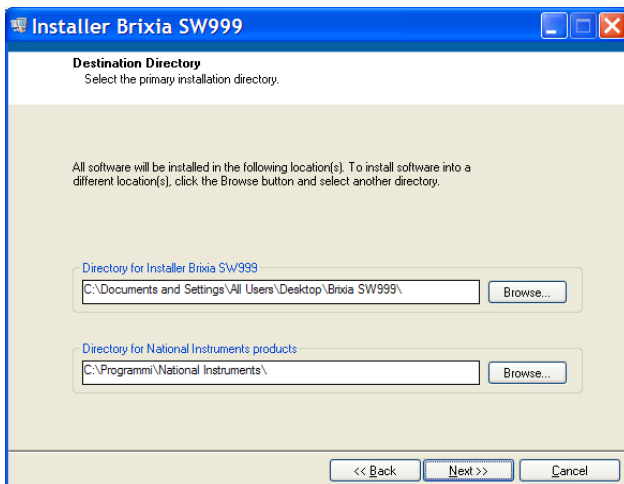 Installer Brixia SW999
Destination Directory
Select the primary installation directory.
All software will be installed in the following location(s). To install software into a
different location(s), click the Browse button and select another directory.
Directory for Installer Brixia SW999
C:\Documents and Settings\All Users\Desktop\Brixia SW999\
Browse...
Directory for National Instruments products
C:\Programmi\National Instruments\
Browse...
<< Back
Next >>
Cancel